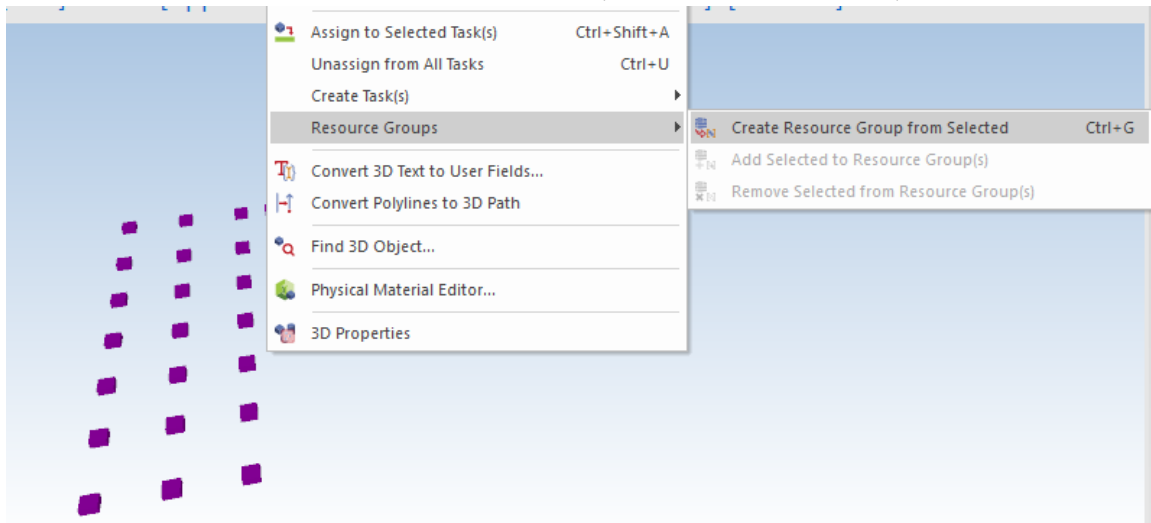 Assign to Selected Task(s) Ctrl+Shift+A
Unassign from All Tasks Ctrl+U
Create Task(s)
Resource Groups
Create Resource Group from Selected Ctrl+G
Add Selected to Resource Group(s)
Remove Selected from Resource Group(s)
Convert 3D Text to User Fields...
Convert Polylines to 3D Path
Find 3D Object...
Physical Material Editor...
3D Properties